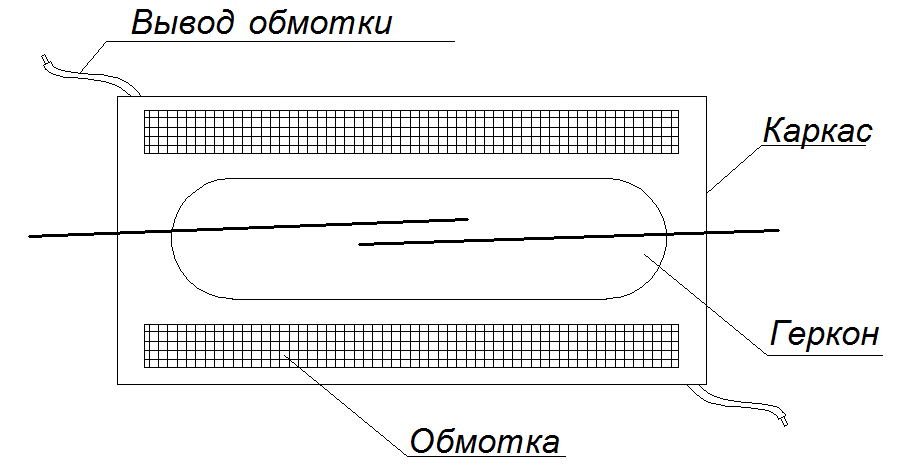 Вывод обмотки
Каркас
Геркон
Обмотка